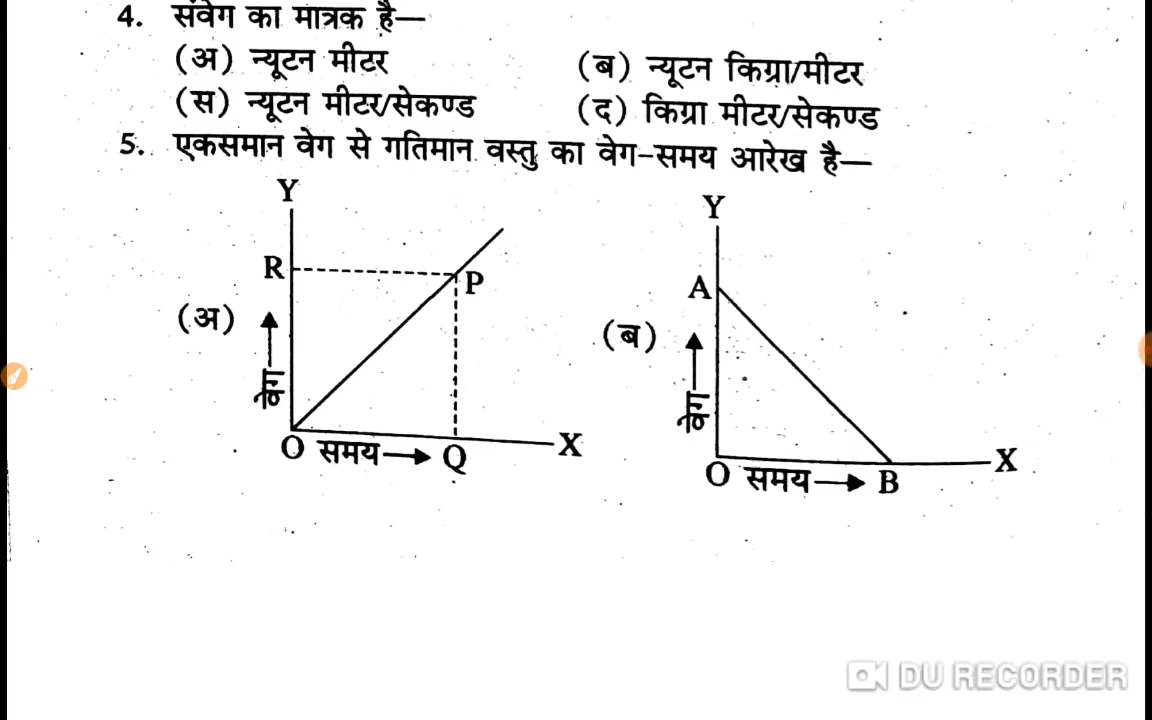 4. संवेग का मात्रक है—
(अ) न्यूटन मीटर (ब) न्यूटन किग्रा/मीटर
(स) न्यूटन मीटर/सेकण्ड (द) किग्रा मीटर/सेकण्ड
5. एकसमान वेग से गतिमान वस्तु का वेग-समय आरेख है—
Y Y
R P A
(अ) (ब)
वेग वेग
O समय Q X
O समय B X
DU RECORDER